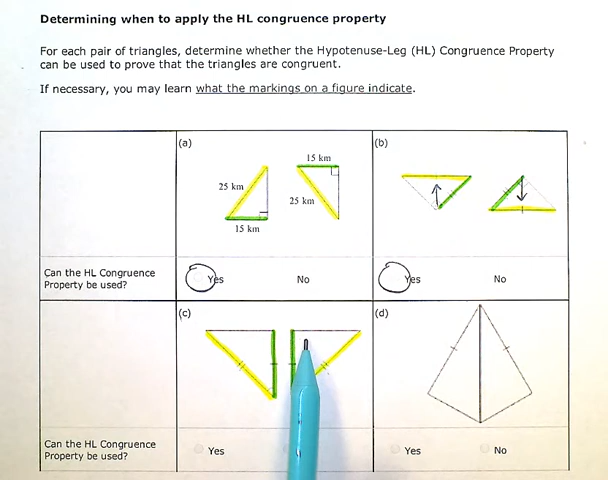 Determining when to apply the HL congruence property
For each pair of triangles, determine whether the Hypotenuse-Leg (HL) Congruence Property
can be used to prove that the triangles are congruent.
If necessary, you may learn what the markings on a figure indicate.
(a)
(b)
15 km
25 km
25 km
15 km
Can the HL Congruence
Property be used?
Yes
No
Yes
No
(c)
(d)
Can the HL Congruence
Property be used?
Yes
Yes
No